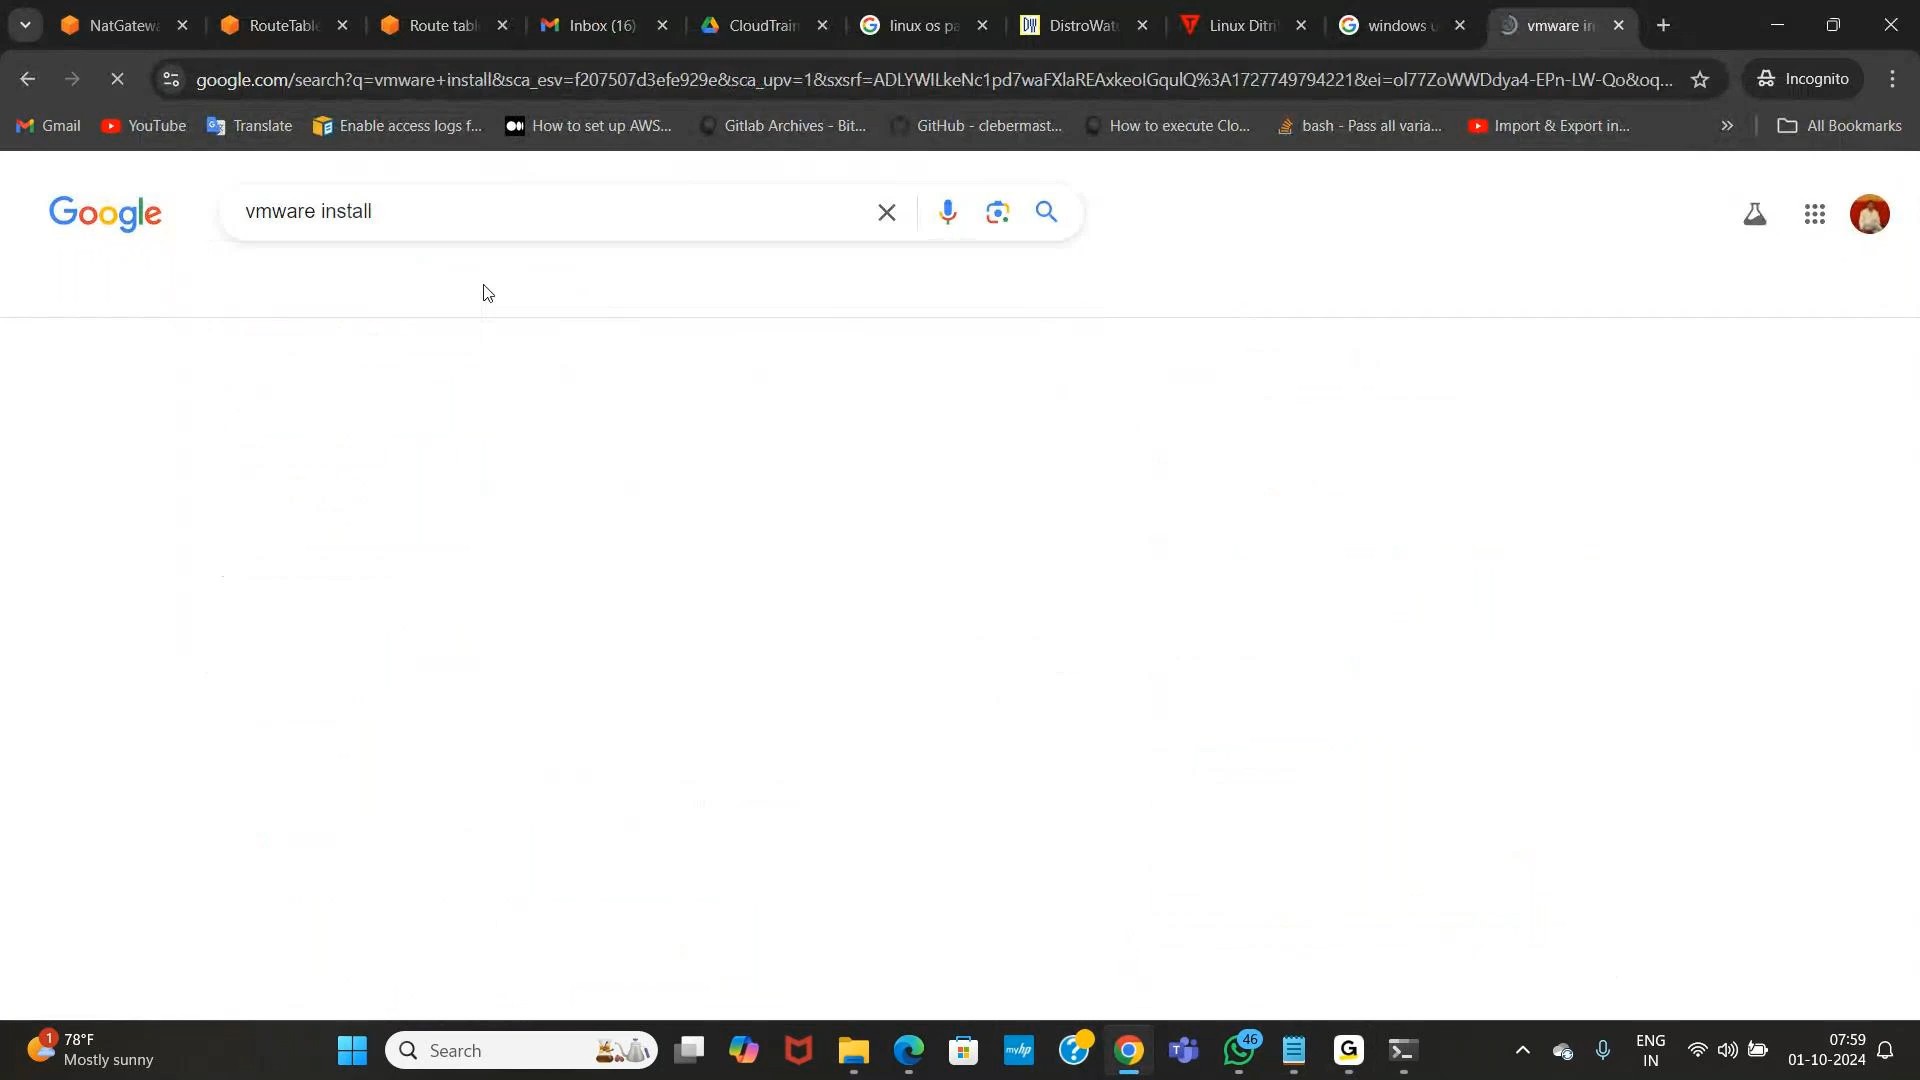 NatGatewa
RouteTable
Route tabl
Inbox (16)
CloudTrain
linux os pa
DistroWat
Linux Ditri
windows u
vmware in
google.com/search?q=vmware+install&sca_esv=f207507d3efe929e&sca_upv=1&sxsrf=ADLYWILkeNc1pd7waFXlaREAxkeoIGqulQ%3A1727749794221&ei=ol77ZoWWDdya4-EPn-LW-Qo&oq...
Incognito
Gmail
YouTube
Translate
Enable access logs f...
How to set up AWS...
Gitlab Archives - Bit...
GitHub - clebermast...
How to execute Clo...
bash - Pass all varia...
Import & Export in...
»
All Bookmarks
Google
vmware install
1
78°F
Mostly sunny
Search
myhp
46
ENG
IN
07:59
01-10-2024